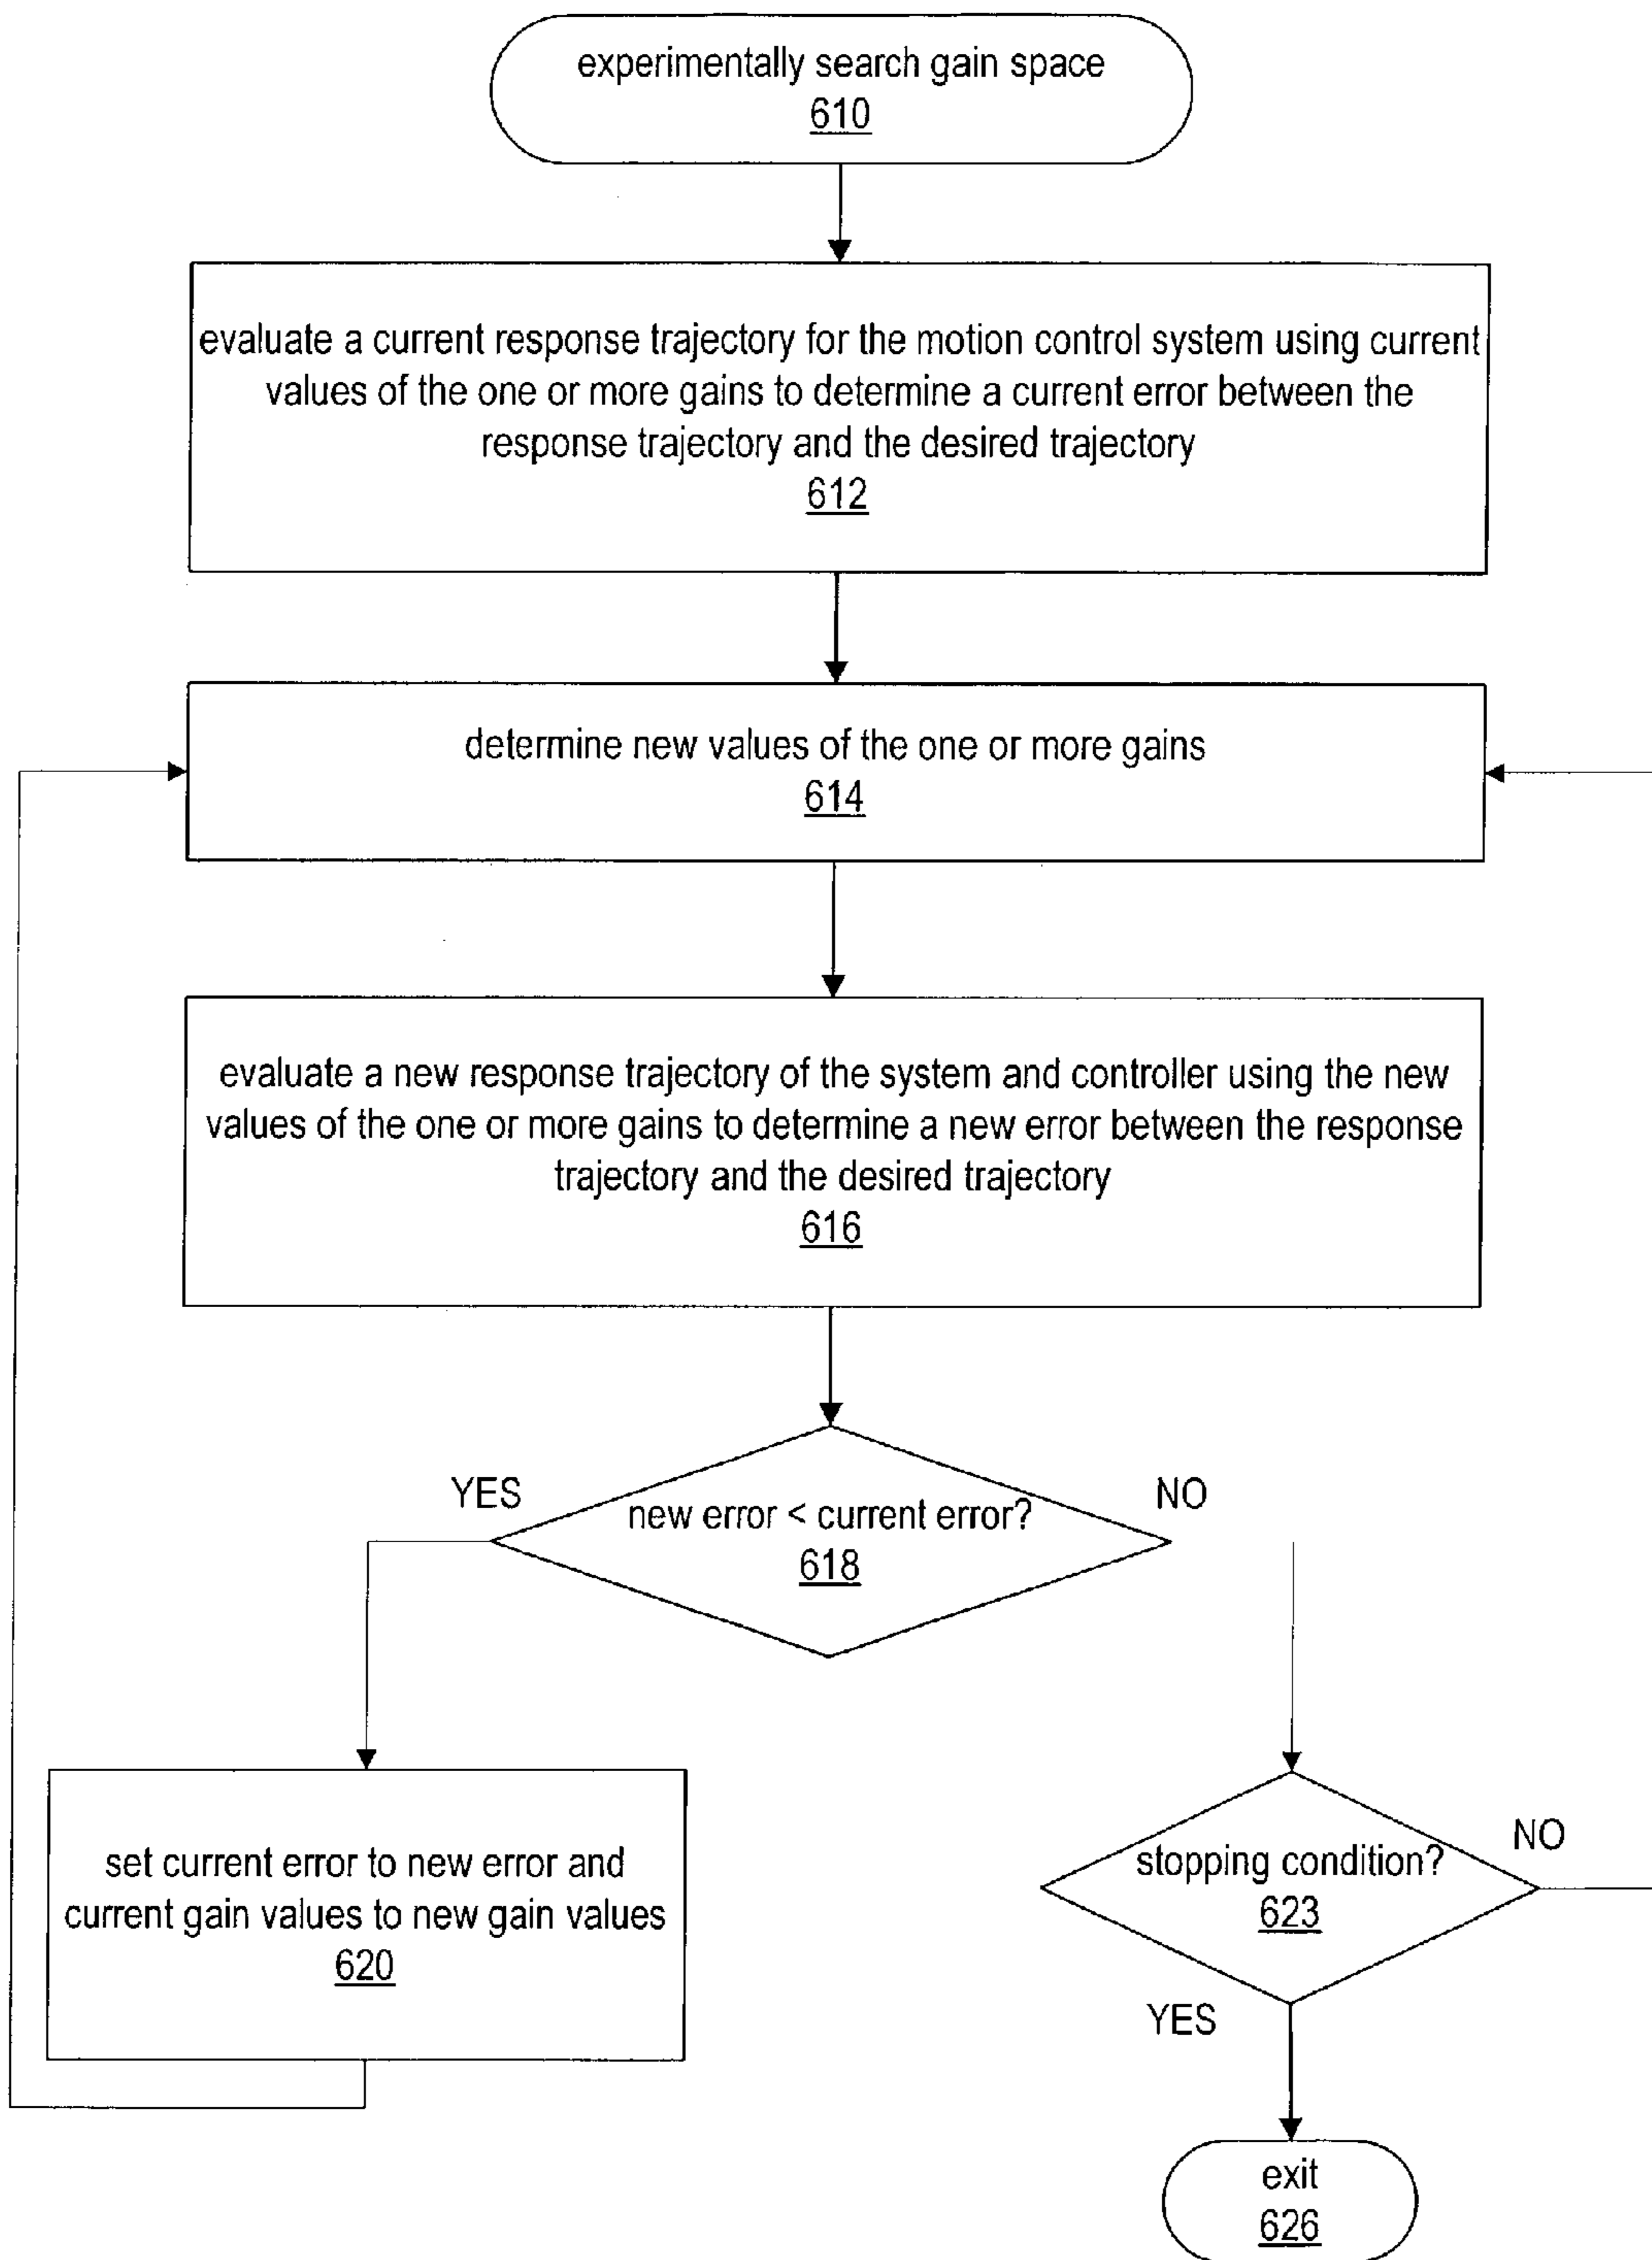 experimentally search gain space
610
evaluate a current response trajectory for the motion control system using current
values of the one or more gains to determine a current error between the
response trajectory and the desired trajectory
612
determine new values of the one or more gains
614
evaluate a new response trajectory of the system and controller using the new
values of the one or more gains to determine a new error between the response
trajectory and the desired trajectory
616
YES
NO
new error < current error?
618
set current error to new error and
current gain values to new gain values
620
stopping condition?
623
NO
YES
exit
626